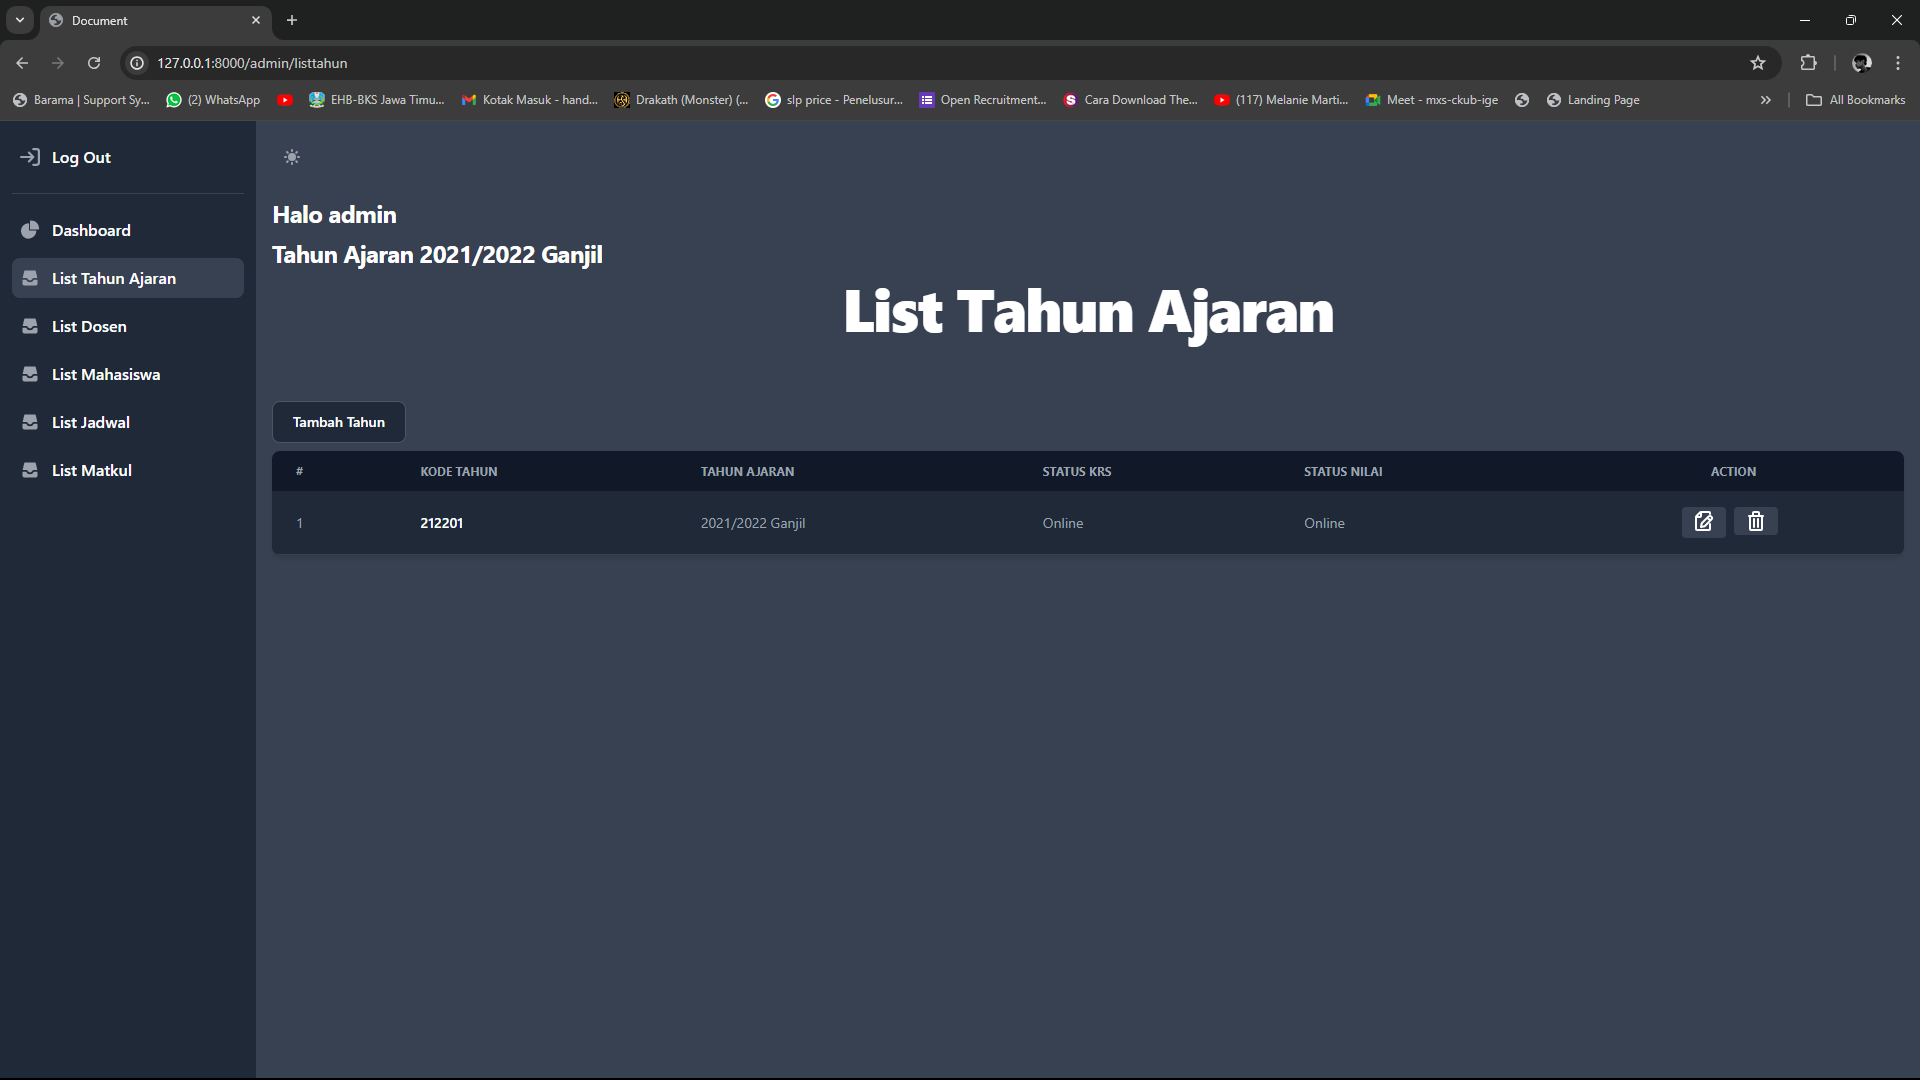 Document
127.0.0.1:8000/admin/listtahun
Barama | Support Sy... (2) WhatsApp EHB-BKS Jawa Timu... Kotak Masuk - hand... Drakath (Monster) (... slp price - Penelusur... Open Recruitment... Cara Download The... (117) Melanie Marti... Meet - mxs-ckub-ige Landing Page All Bookmarks
Log Out
Dashboard
List Tahun Ajaran
List Dosen
List Mahasiswa
List Jadwal
List Matkul
Halo admin
Tahun Ajaran 2021/2022 Ganjil
List Tahun Ajaran
Tambah Tahun
# KODE TAHUN TAHUN AJARAN STATUS KRS STATUS NILAI ACTION
1 212201 2021/2022 Ganjil Online Online